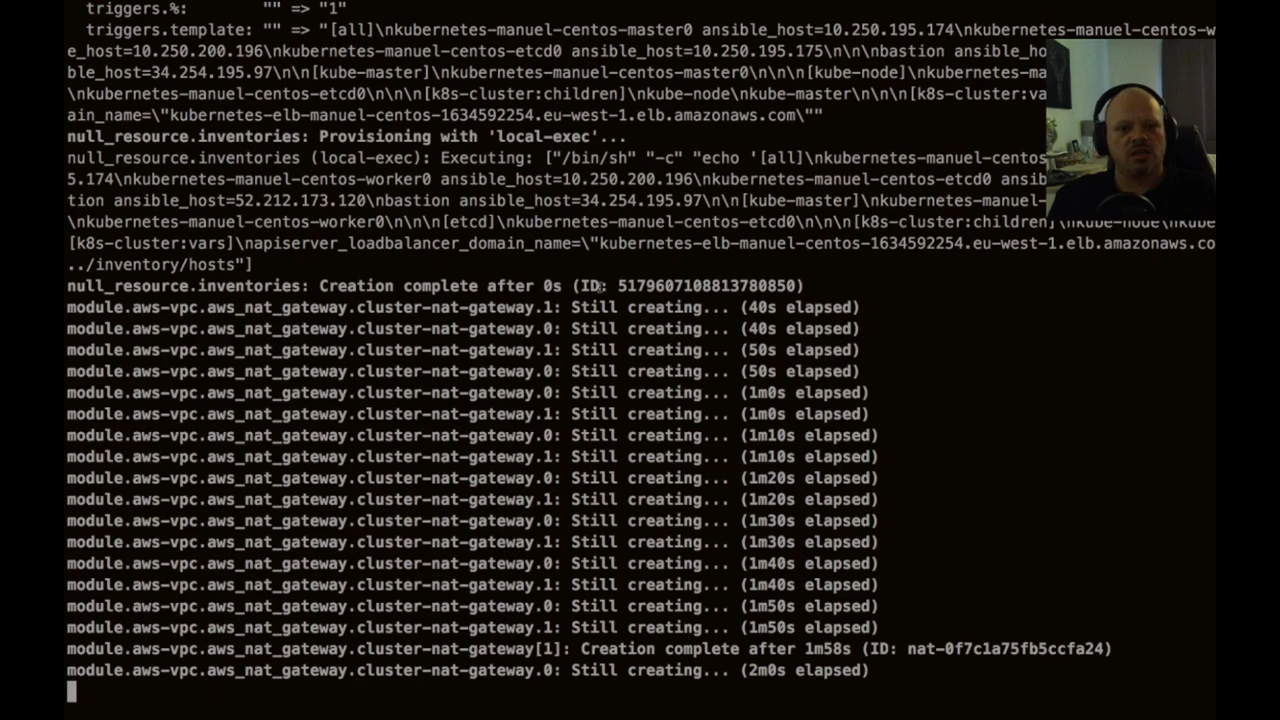 triggers.%: "" => "1"
triggers.template: "" => "[all]\nkubernetes-manuel-centos-master0 ansible_host=10.250.195.174\nkubernetes-manuel-centos-w
e_host=10.250.200.196\nkubernetes-manuel-centos-etcd0 ansible_host=10.250.195.175\n\n\nbastion ansible_ho
ble_host=34.254.195.97\n\n[kube-master]\nkubernetes-manuel-centos-master0\n\n\n[kube-node]\nkubernetes-ma
\nkubernetes-manuel-centos-etcd0\n\n\n[k8s-cluster:children]\nkube-node\nkube-master\n\n\n[k8s-cluster:va
ain_name=\"kubernetes-elb-manuel-centos-1634592254.eu-west-1.elb.amazonaws.com\""
null_resource.inventories: Provisioning with 'local-exec'...
null_resource.inventories (local-exec): Executing: ["/bin/sh" "-c" "echo '[all]\nkubernetes-manuel-centos
5.174\nkubernetes-manuel-centos-worker0 ansible_host=10.250.200.196\nkubernetes-manuel-centos-etcd0 ansib
tion ansible_host=52.212.173.120\nbastion ansible_host=34.254.195.97\n\n[kube-master]\nkubernetes-manuel-
\nkubernetes-manuel-centos-worker0\n\n\n[etcd]\nkubernetes-manuel-centos-etcd0\n\n\n[k8s-cluster:children]\nkube-node\nkube
[k8s-cluster:vars]\napiserver_loadbalancer_domain_name=\"kubernetes-elb-manuel-centos-1634592254.eu-west-1.elb.amazonaws.co
../inventory/hosts"]
null_resource.inventories: Creation complete after 0s (ID: 5179607108813780850)
module.aws-vpc.aws_nat_gateway.cluster-nat-gateway.1: Still creating... (40s elapsed)
module.aws-vpc.aws_nat_gateway.cluster-nat-gateway.0: Still creating... (40s elapsed)
module.aws-vpc.aws_nat_gateway.cluster-nat-gateway.1: Still creating... (50s elapsed)
module.aws-vpc.aws_nat_gateway.cluster-nat-gateway.0: Still creating... (50s elapsed)
module.aws-vpc.aws_nat_gateway.cluster-nat-gateway.0: Still creating... (1m0s elapsed)
module.aws-vpc.aws_nat_gateway.cluster-nat-gateway.1: Still creating... (1m0s elapsed)
module.aws-vpc.aws_nat_gateway.cluster-nat-gateway.0: Still creating... (1m10s elapsed)
module.aws-vpc.aws_nat_gateway.cluster-nat-gateway.1: Still creating... (1m10s elapsed)
module.aws-vpc.aws_nat_gateway.cluster-nat-gateway.0: Still creating... (1m20s elapsed)
module.aws-vpc.aws_nat_gateway.cluster-nat-gateway.1: Still creating... (1m20s elapsed)
module.aws-vpc.aws_nat_gateway.cluster-nat-gateway.0: Still creating... (1m30s elapsed)
module.aws-vpc.aws_nat_gateway.cluster-nat-gateway.1: Still creating... (1m30s elapsed)
module.aws-vpc.aws_nat_gateway.cluster-nat-gateway.0: Still creating... (1m40s elapsed)
module.aws-vpc.aws_nat_gateway.cluster-nat-gateway.1: Still creating... (1m40s elapsed)
module.aws-vpc.aws_nat_gateway.cluster-nat-gateway.0: Still creating... (1m50s elapsed)
module.aws-vpc.aws_nat_gateway.cluster-nat-gateway.1: Still creating... (1m50s elapsed)
module.aws-vpc.aws_nat_gateway.cluster-nat-gateway[1]: Creation complete after 1m58s (ID: nat-0f7c1a75fb5ccfa24)
module.aws-vpc.aws_nat_gateway.cluster-nat-gateway.0: Still creating... (2m0s elapsed)